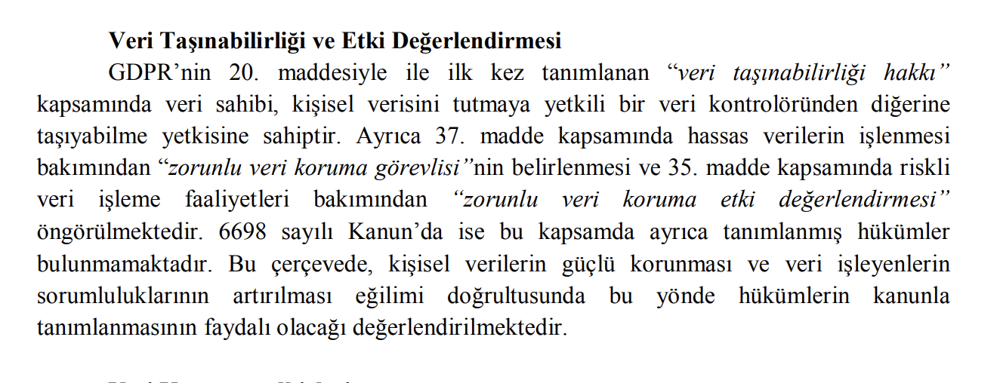 Veri Taşınabilirliği ve Etki Değerlendirmesi
GDPR’nin 20. maddesiyle ile ilk kez tanımlanan “veri taşınabilirliği hakkı”
kapsamında veri sahibi, kişisel verisini tutmaya yetkili bir veri kontrolöründen diğerine
taşıyabilme yetkisine sahiptir. Ayrıca 37. madde kapsamında hassas verilerin işlenmesi
bakımından “zorunlu veri koruma görevlisi”nin belirlenmesi ve 35. madde kapsamında riskli
veri işleme faaliyetleri bakımından “zorunlu veri koruma etki değerlendirmesi”
öngörülmektedir. 6698 sayılı Kanun’da ise bu kapsamda ayrıca tanımlanmış hükümler
bulunmamaktadır. Bu çerçevede, kişisel verilerin güçlü korunması ve veri işleyenlerin
sorumluluklarının artırılması eğilimi doğrultusunda bu yönde hükümlerin kanunla
tanımlanmasının faydalı olacağı değerlendirilmektedir.